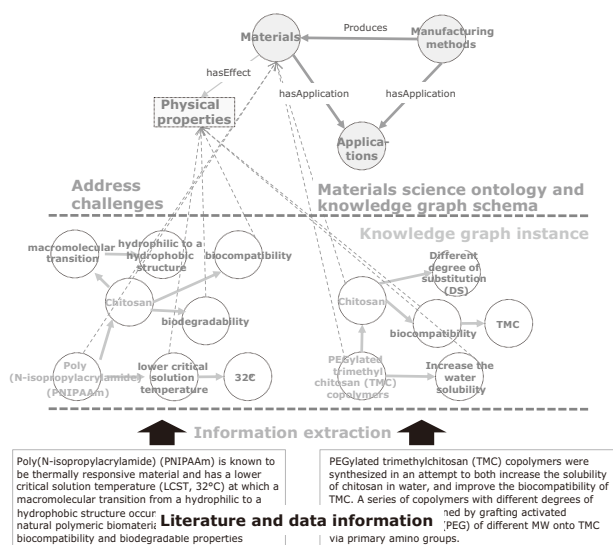 Materials
Produces
Manufacturing
methods
hasEffect
hasApplication
hasApplication
Physical
properties
Applica-
tions
Address
challenges
Materials science ontology and
knowledge graph schema
Knowledge graph instance
macromolecular
transition
hydrophilic to a
hydrophobic
structure
biocompatibility
Chitosan
biodegradability
Poly
(N-isopropylacrylamide)
(PNIPAAm)
lower critical
solution
temperature
32℃
Different
degree of
substitution
(DS)
Chitosan
biocompatibility
TMC
PEGylated
trimethyl
chitosan (TMC)
copolymers
Increase the
water
solubility
Information extraction
Poly(N-isopropylacrylamide) (PNIPAAm) is known to
be thermally responsive material and has a lower
critical solution temperature (LCST, 32°C) at which a
macromolecular transition from a hydrophilic to a
hydrophobic structure occur
natural polymeric biomateri
biocompatibility and biodegradable properties
PEGylated trimethylchitosan (TMC) copolymers were
synthesized in an attempt to both increase the solubility
of chitosan in water, and improve the biocompatibility of
TMC. A series of copolymers with different degrees of
ned by grafting activated
(PEG) of different MW onto TMC
via primary amino groups.
Literature and data information